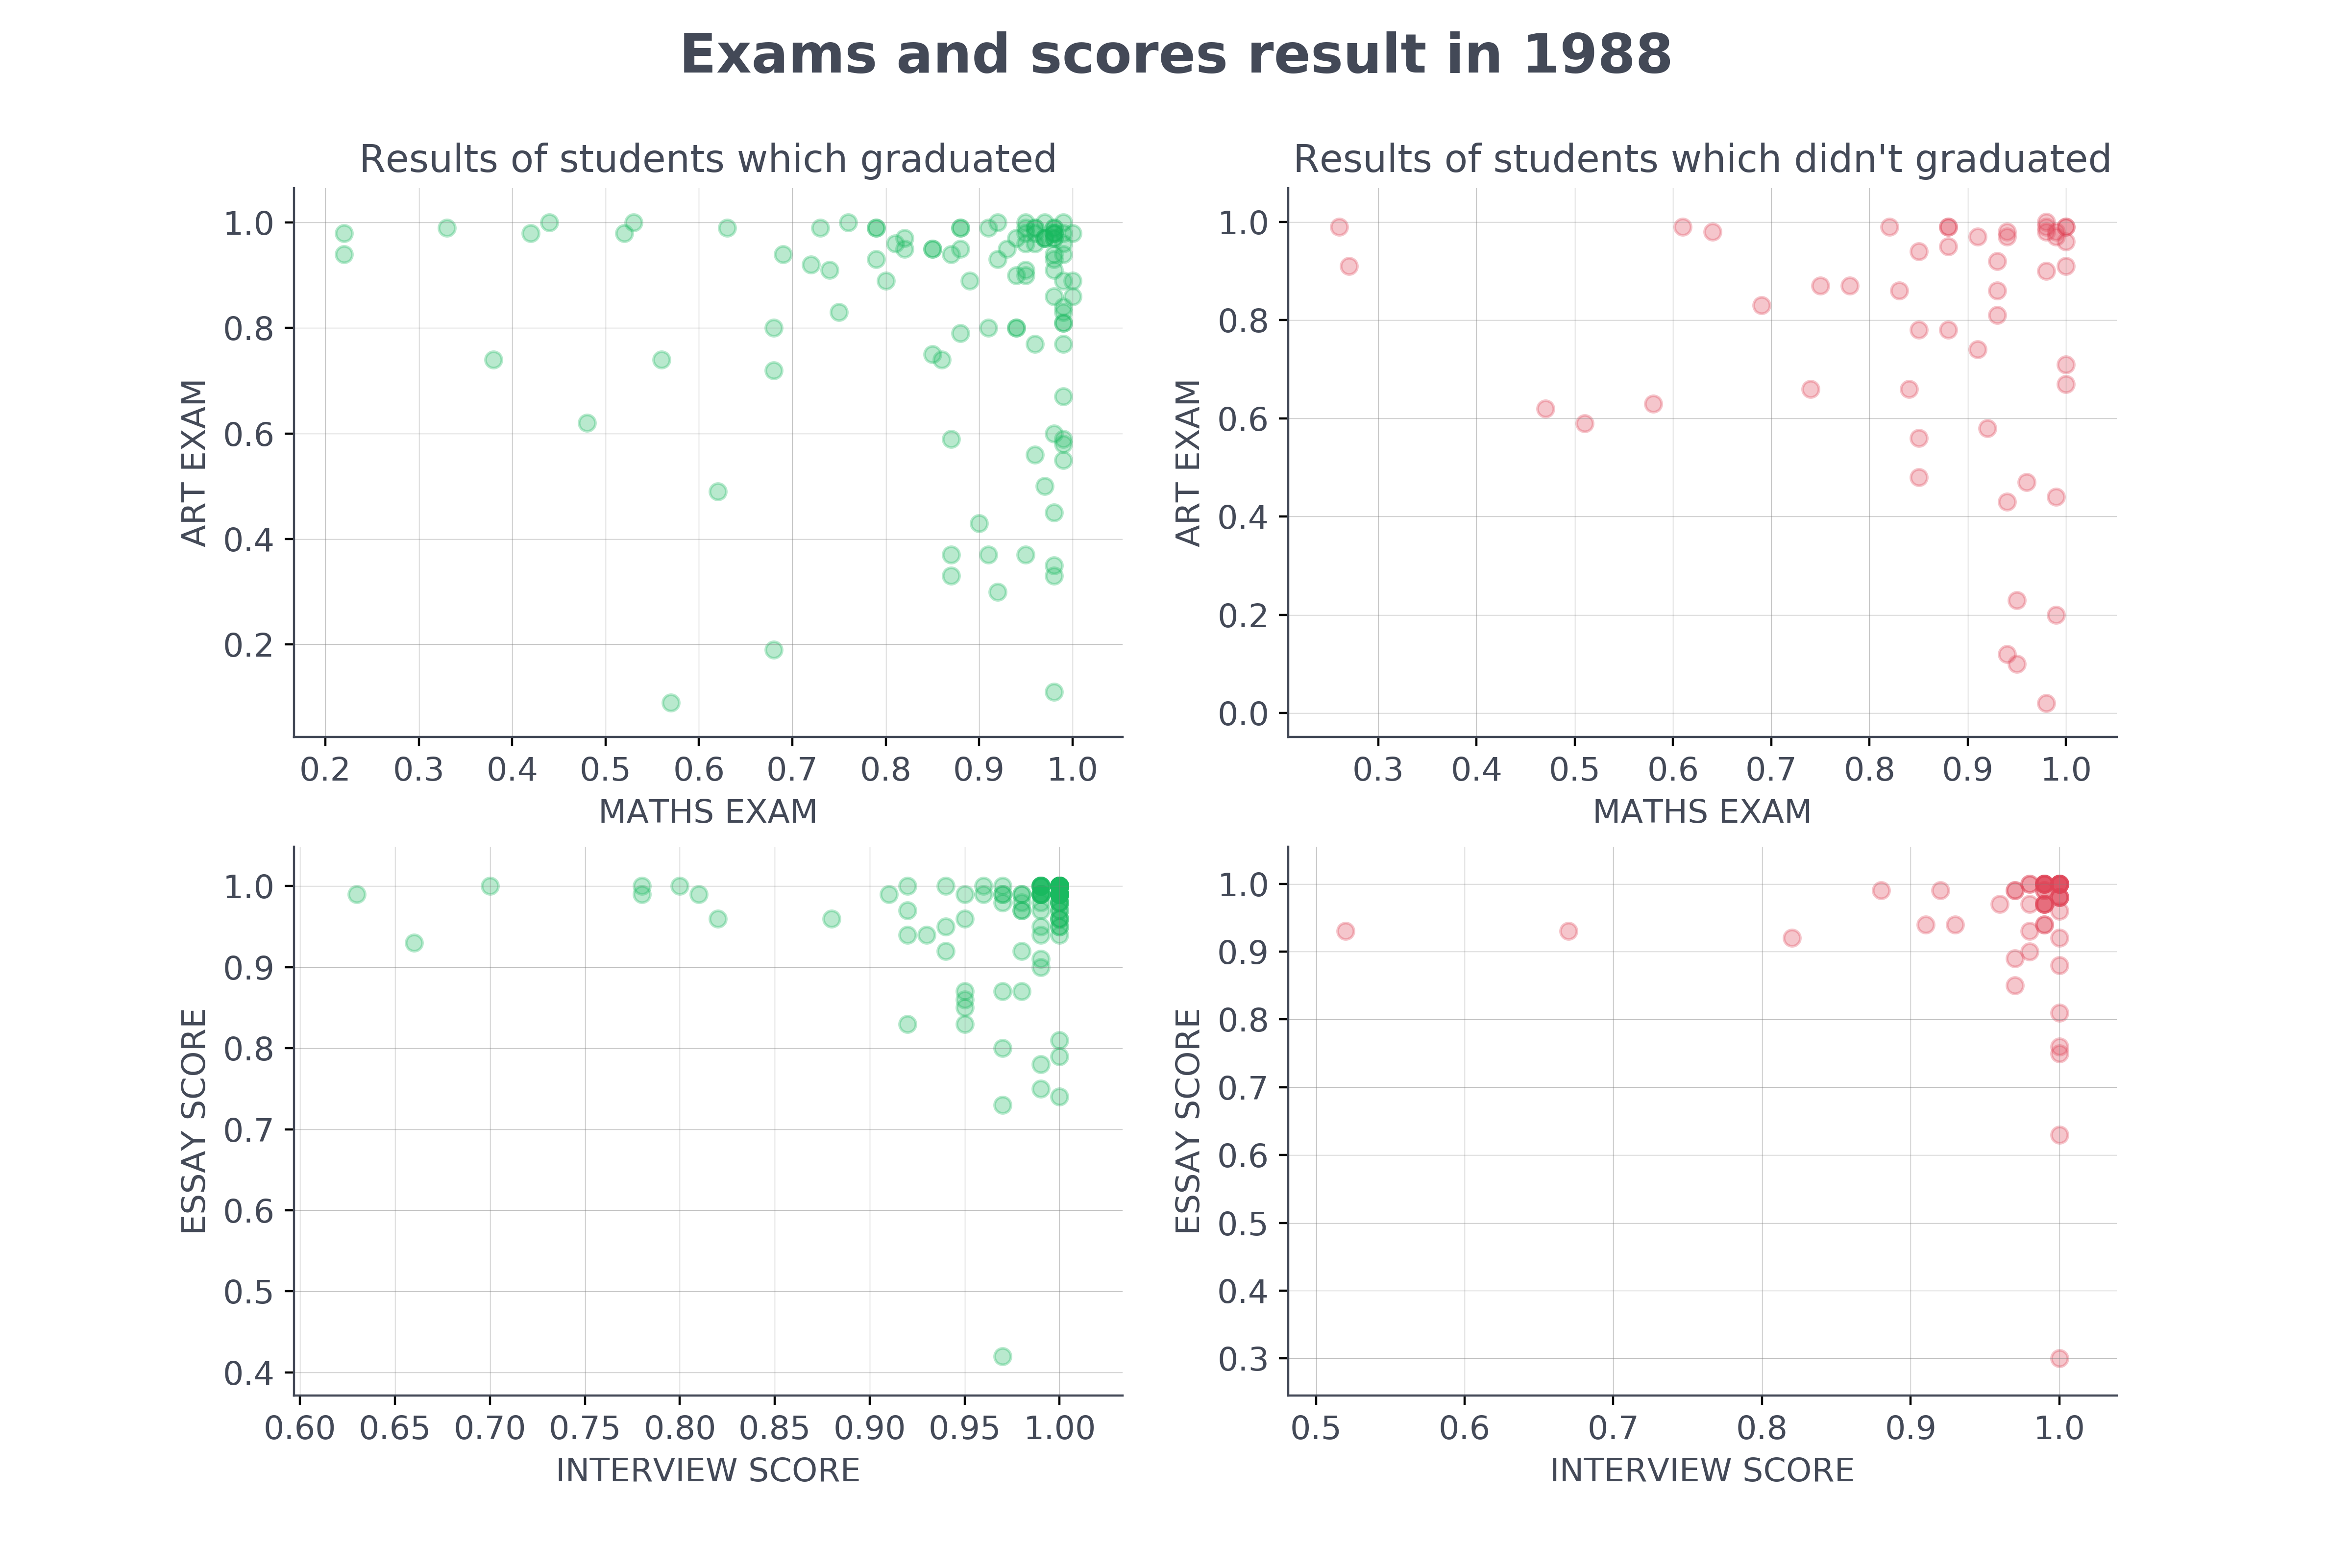 Exams and scores result in 1988
Results of students which graduated
1.0
0.8
0.6
0.4
0.2
ART EXAM
0.2 0.3 0.4 0.5 0.6 0.7 0.8 0.9 1.0
MATHS EXAM
Results of students which didn't graduated
1.0
0.8
0.6
0.4
0.2
0.0
ART EXAM
0.3 0.4 0.5 0.6 0.7 0.8 0.9 1.0
MATHS EXAM
1.0
0.9
0.8
0.7
0.6
0.5
0.4
ESSAY SCORE
0.60 0.65 0.70 0.75 0.80 0.85 0.90 0.95 1.00
INTERVIEW SCORE
1.0
0.9
0.8
0.7
0.6
0.5
0.4
0.3
ESSAY SCORE
0.5 0.6 0.7 0.8 0.9 1.0
INTERVIEW SCORE